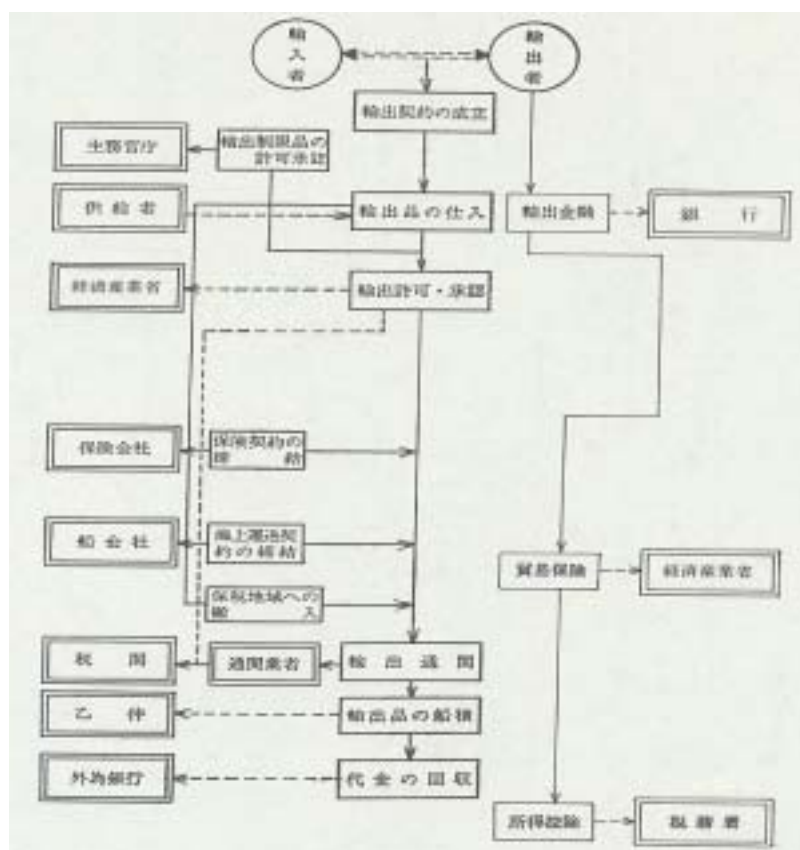 輸入者
輸出者
輸出契約の成立
主務官庁
輸出制限品の
許可承認
供給者
輸出品の仕入
輸出金融
銀行
経済産業省
輸出許可・承認
保険会社
保険契約の
締結
船会社
海上運送契
約の締結
貿易保険
経済産業省
保税地域への
搬入
税関
通関業者
輸出通関
乙仲
輸出品の船積
外為銀行
代金の回収
所得控除
税務署